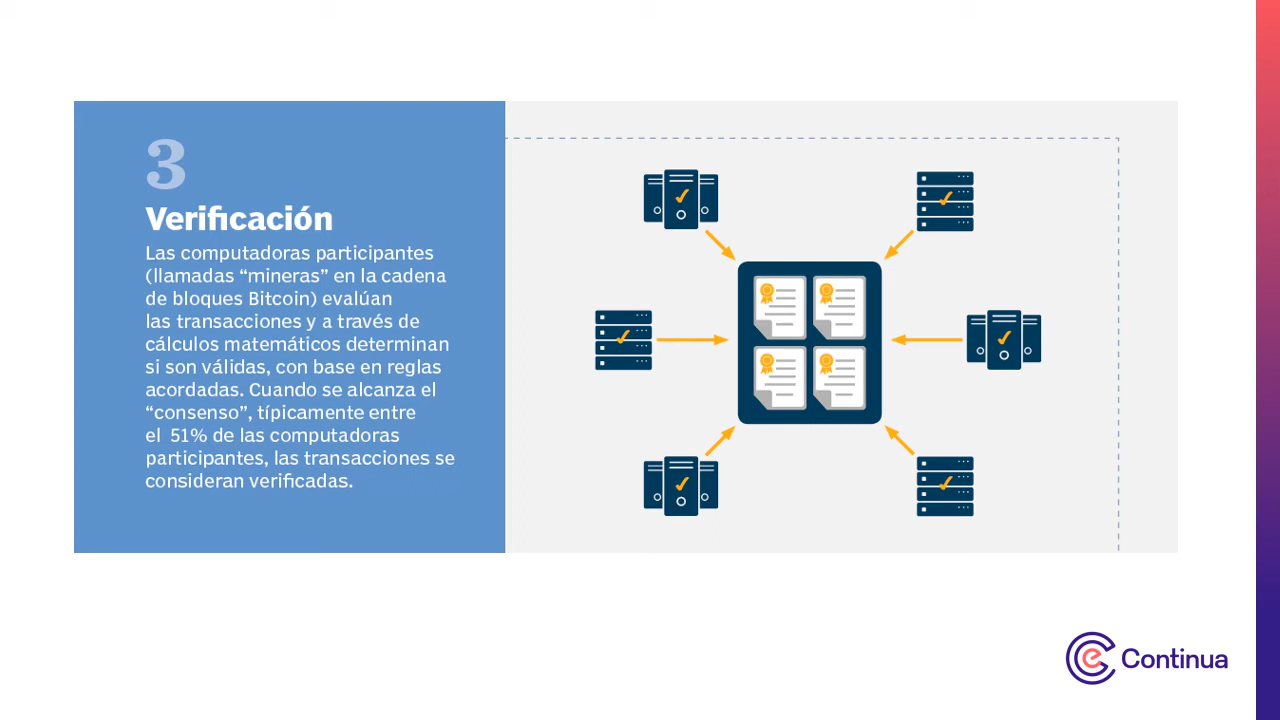 3
Verificación
Las computadoras participantes
(llamadas “mineras” en la cadena
de bloques Bitcoin) evalúan
las transacciones y a través de
cálculos matemáticos determinan
si son válidas, con base en reglas
acordadas. Cuando se alcanza el
“consenso”, típicamente entre
el  51% de las computadoras
participantes, las transacciones se
consideran verificadas.
Continua